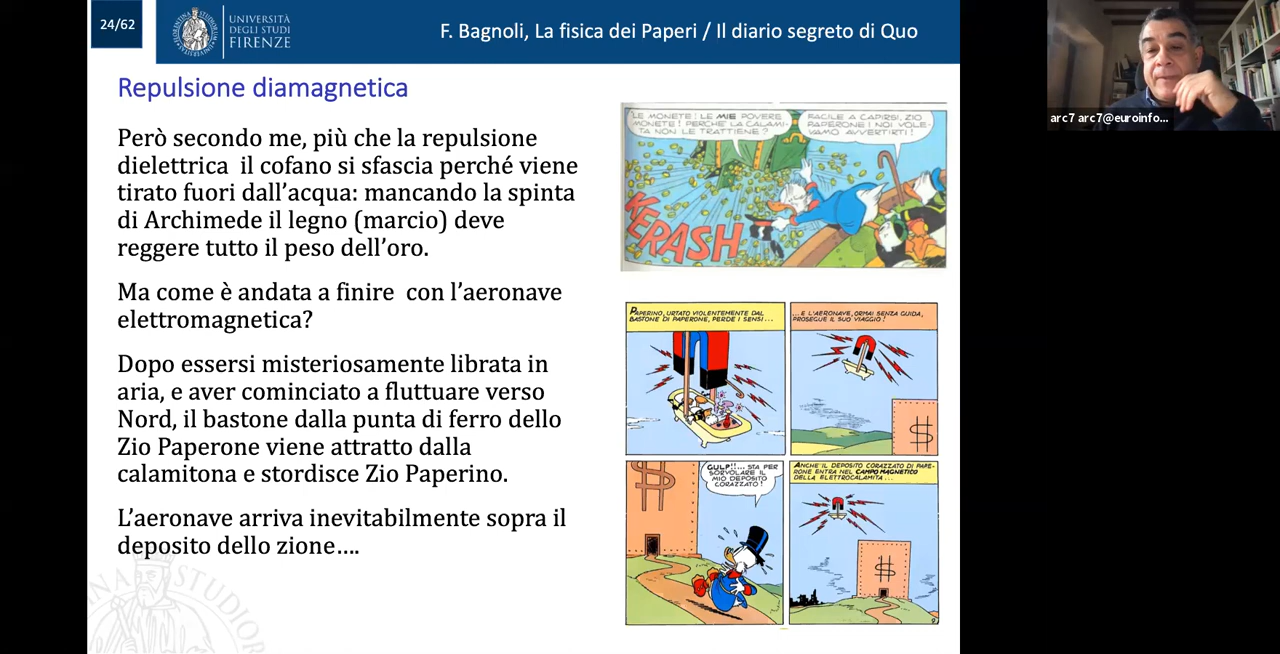 24/62
UNIVERSITÀ
DEGLI STUDI
FIRENZE
F. Bagnoli, La fisica dei Paperi / Il diario segreto di Quo
arc7 arc7@euroinfo...
Repulsione diamagnetica
Però secondo me, più che la repulsione
dielettrica il cofano si sfascia perché viene
tirato fuori dall'acqua: mancando la spinta
di Archimede il legno (marcio) deve
reggere tutto il peso dell'oro.
Ma come è andata a finire con l'aeronave
elettromagnetica?
Dopo essersi misteriosamente librata in
aria, e aver cominciato a fluttuare verso
Nord, il bastone dalla punta di ferro dello
Zio Paperone viene attratto dalla
calamitona e stordisce Zio Paperino.
L'aeronave arriva inevitabilmente sopra il
deposito dello zione....
LE MONETE! LE MIE POVERE
MONETE! PERCHÉ LA CALAMI-
TA NON LE TRATTIENE?
FACILE A CAPIRSI, ZIO
PAPERONE! NOI VOLE-
VAMO AVVERTIRTI!
KERASH
PAPERINO, URTATO VIOLENTEMENTE DAL
BASTONE DI PAPERONE, PERDE I SENSI...
...E L'AERONAVE, ORMAI SENZA GUIDA,
PROSEGUE IL SUO VIAGGIO!
$
$
GULP!!... STA PER
SORVOLARE IL
MIO DEPOSITO
CORAZZATO!
ANCHE IL DEPOSITO CORAZZATO DI PAPE-
RONE ENTRA NEL CAMPO MAGNETICO
DELLA ELETTROCALAMITA...
$